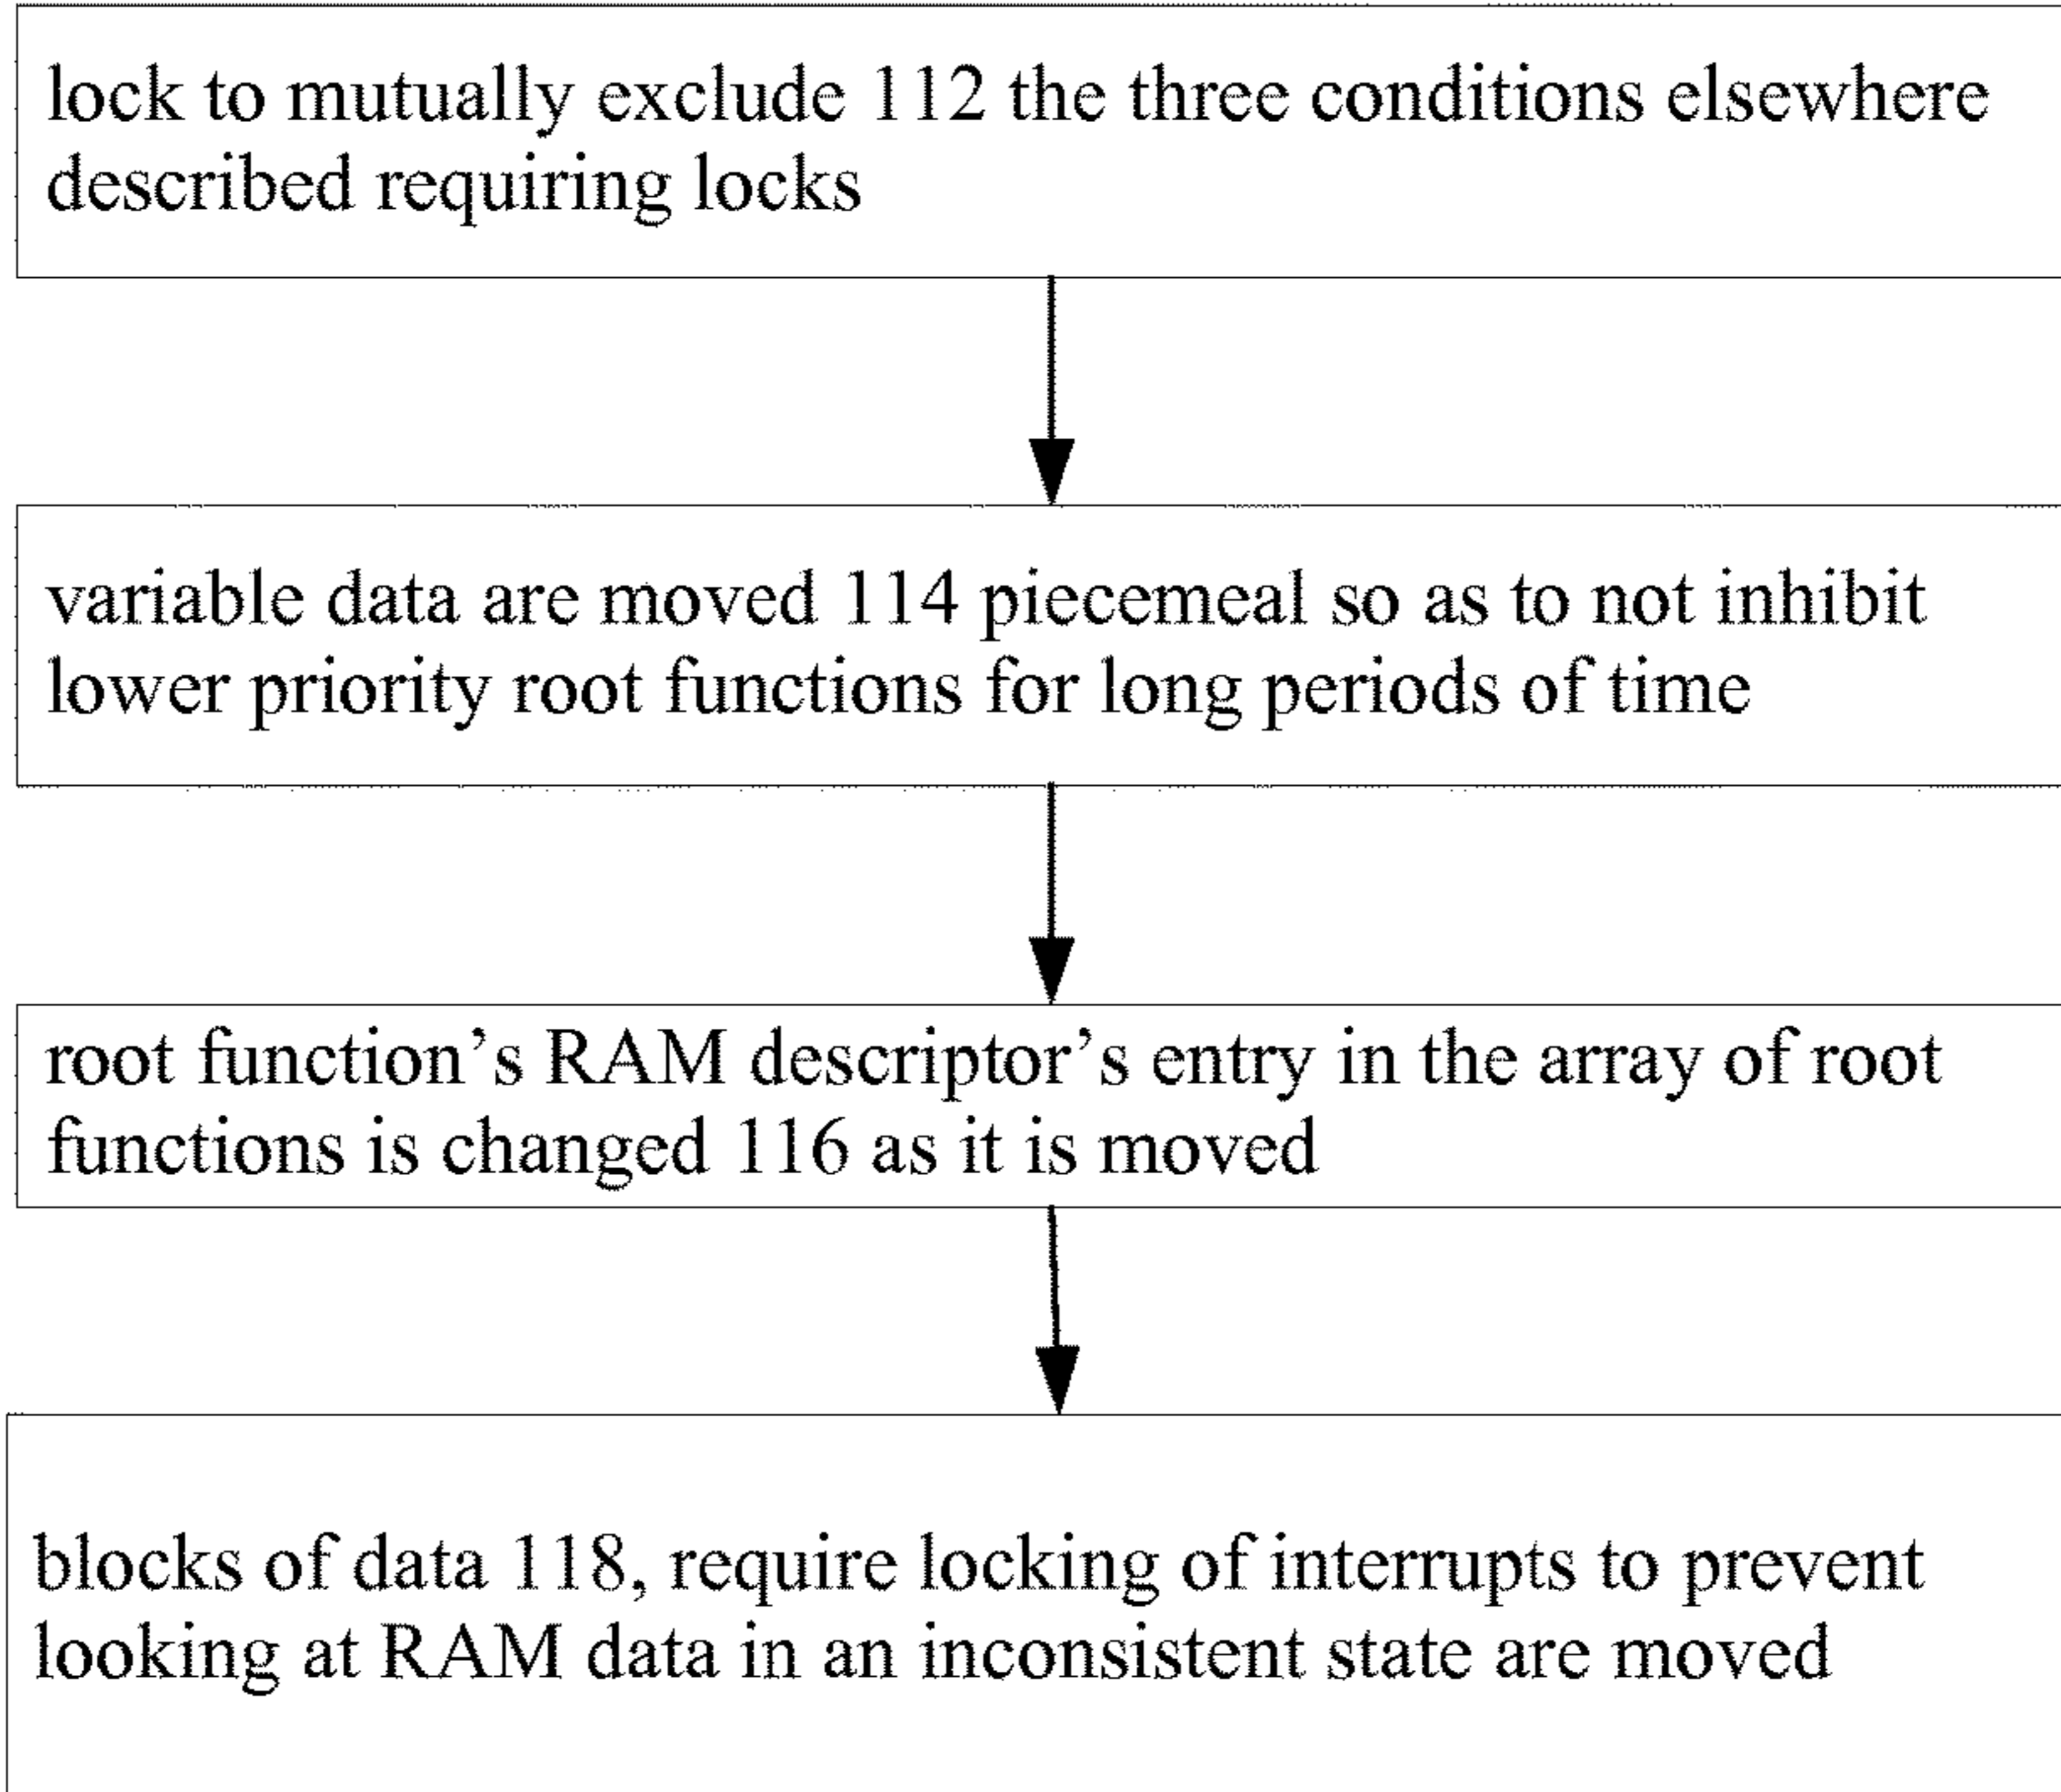 lock to mutually exclude 112 the three conditions elsewhere
described requiring locks
variable data are moved 114 piecemeal so as to not inhibit
lower priority root functions for long periods of time
root function’s RAM descriptor’s entry in the array of root
functions is changed 116 as it is moved
blocks of data 118, require locking of interrupts to prevent
looking at RAM data in an inconsistent state are moved